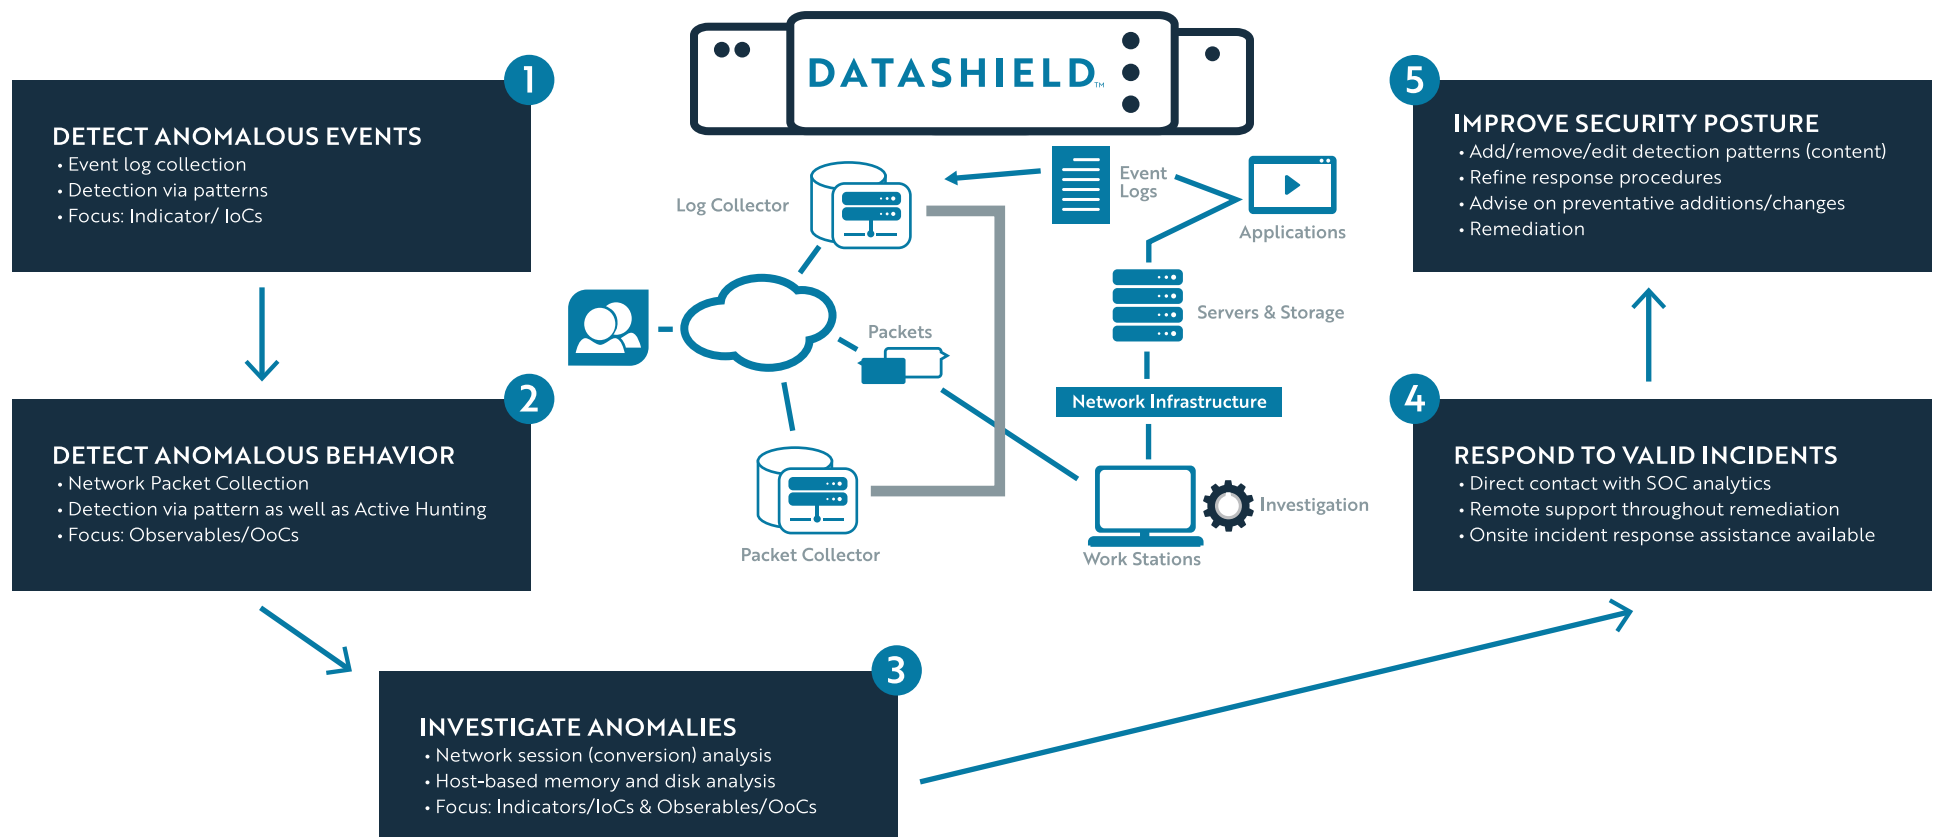 DATASHIELD™
1
DETECT ANOMALOUS EVENTS
• Event log collection
• Detection via patterns
• Focus: Indicator/ IoCs
2
DETECT ANOMALOUS BEHAVIOR
• Network Packet Collection
• Detection via pattern as well as Active Hunting
• Focus: Observables/OoCs
3
INVESTIGATE ANOMALIES
• Network session (conversion) analysis
• Host-based memory and disk analysis
• Focus: Indicators/IoCs & Obserables/OoCs
4
RESPOND TO VALID INCIDENTS
• Direct contact with SOC analytics
• Remote support throughout remediation
• Onsite incident response assistance available
5
IMPROVE SECURITY POSTURE
• Add/remove/edit detection patterns (content)
• Refine response procedures
• Advise on preventative additions/changes
• Remediation
Log Collector
Event
Logs
Applications
Servers & Storage
Packets
Network Infrastructure
Investigation
Packet Collector
Work Stations